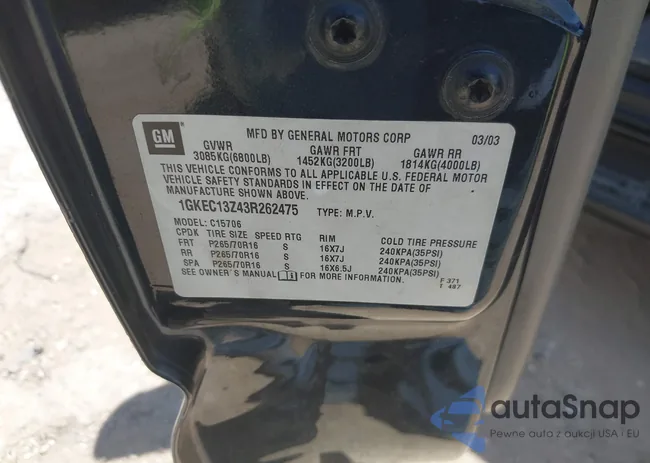 GM
MFD BY GENERAL MOTORS CORP 03/03
GVWR GAWR FRT GAWR RR
3085KG(6800LB) 1452KG(3200LB) 1814KG(4000LB)
THIS VEHICLE CONFORMS TO ALL APPLICABLE U.S. FEDERAL MOTOR
VEHICLE SAFETY STANDARDS IN EFFECT ON THE DATE OF
MANUFACTURE SHOWN ABOVE.
1GKEC13Z43R262475 TYPE: M.P.V.
MODEL: C15706
CPDK TIRE SIZE SPEED RTG RIM COLD TIRE PRESSURE
FRT P265/70R16 S 16X7J 240KPA(35PSI)
RR P265/70R16 S 16X7J 240KPA(35PSI)
SPA P265/70R16 S 16X6.5J 240KPA(35PSI)
SEE OWNER'S MANUAL FOR MORE INFORMATION.
F 371
T 487
autaSnap
Pewne auta z aukcji USA i EU